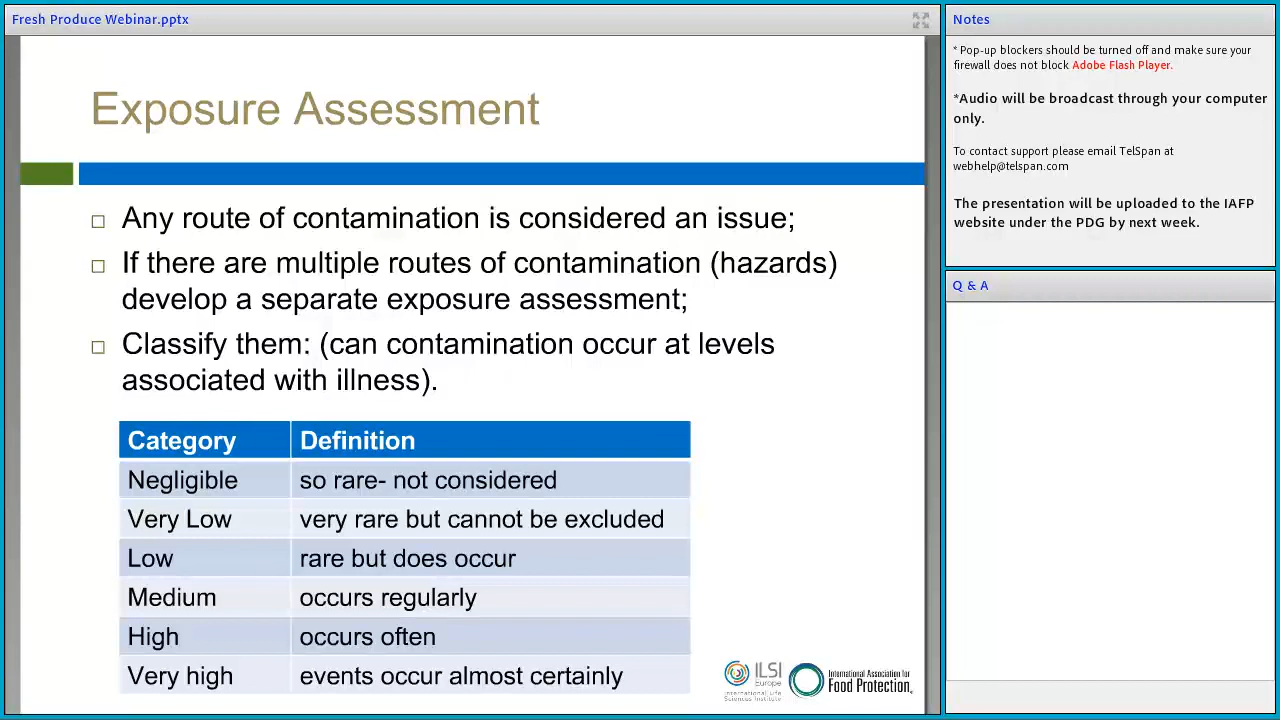 Fresh Produce Webinar.pptx
Exposure Assessment
Any route of contamination is considered an issue;
If there are multiple routes of contamination (hazards)
develop a separate exposure assessment;
Classify them: (can contamination occur at levels
associated with illness).
Category Definition
Negligible so rare- not considered
Very Low very rare but cannot be excluded
Low rare but does occur
Medium occurs regularly
High occurs often
Very high events occur almost certainly
ILSI
Europe
International Life
Sciences Institute
International Association for
Food Protection®
Notes
* Pop-up blockers should be turned off and make sure your
firewall does not block Adobe Flash Player.
*Audio will be broadcast through your computer
only.
To contact support please email TelSpan at
webhelp@telspan.com
The presentation will be uploaded to the IAFP
website under the PDG by next week.
Q & A